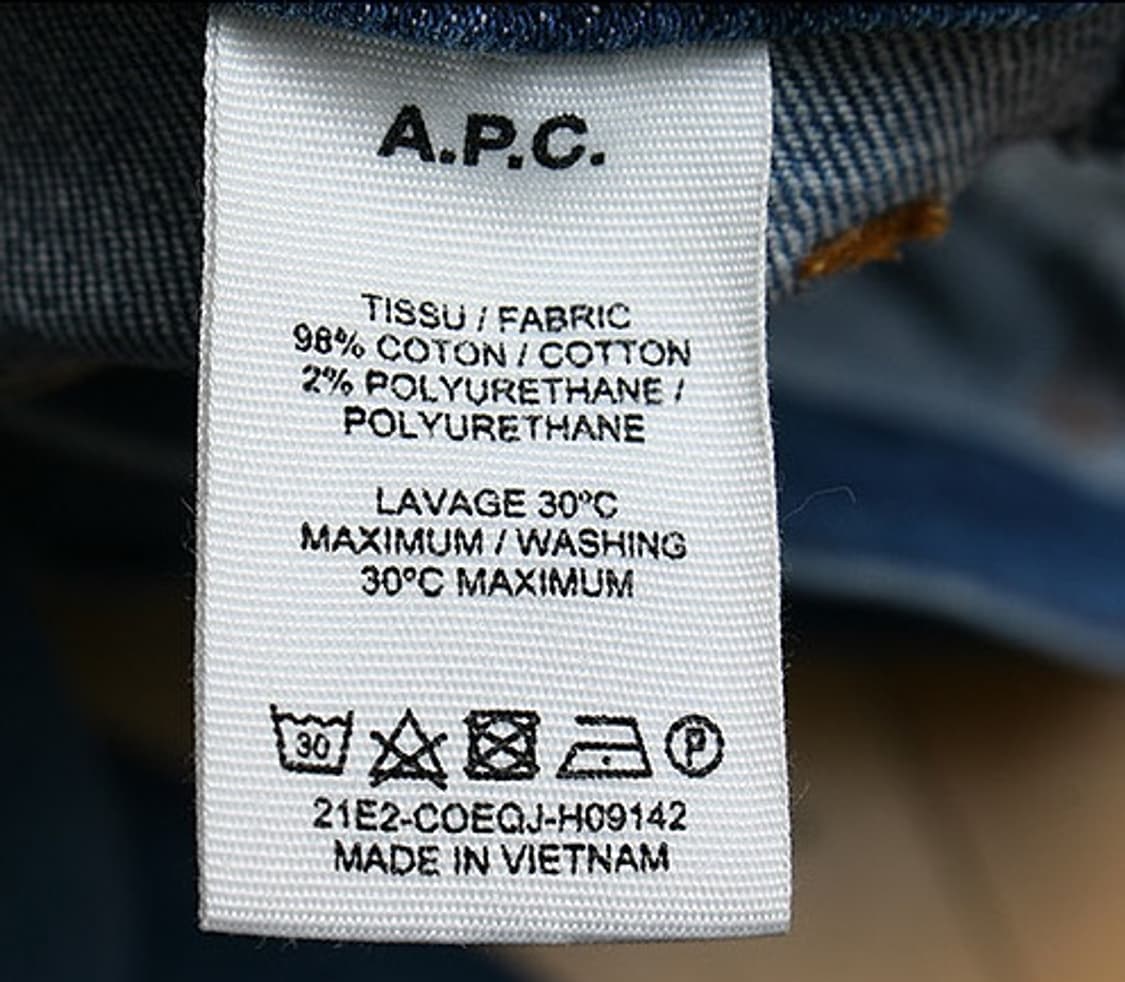 A.P.C.
TISSU / FABRIC
98% COTON / COTTON
2% POLYURETHANE /
POLYURETHANE
LAVAGE 30°C
MAXIMUM / WASHING
30°C MAXIMUM
30 P
21E2-COEQJ-H09142
MADE IN VIETNAM